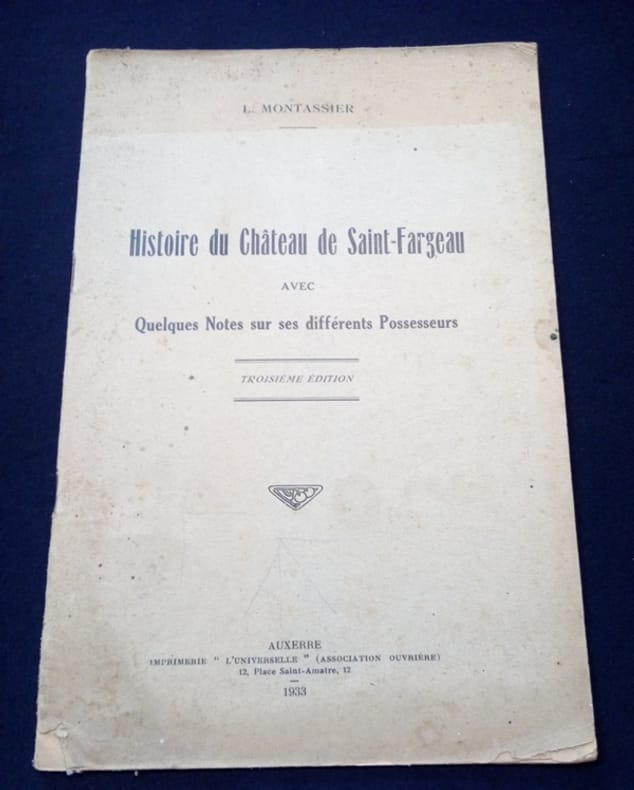 L. MONTASSIER
Histoire du Château de Saint-Fargeau
AVEC
Quelques Notes sur ses différents Possesseurs
TROISIÈME ÉDITION
AUXERRE
IMPRIMERIE " L'UNIVERSELLE " (ASSOCIATION OUVRIÈRE)
12, Place Saint-Amatre, 12
1933